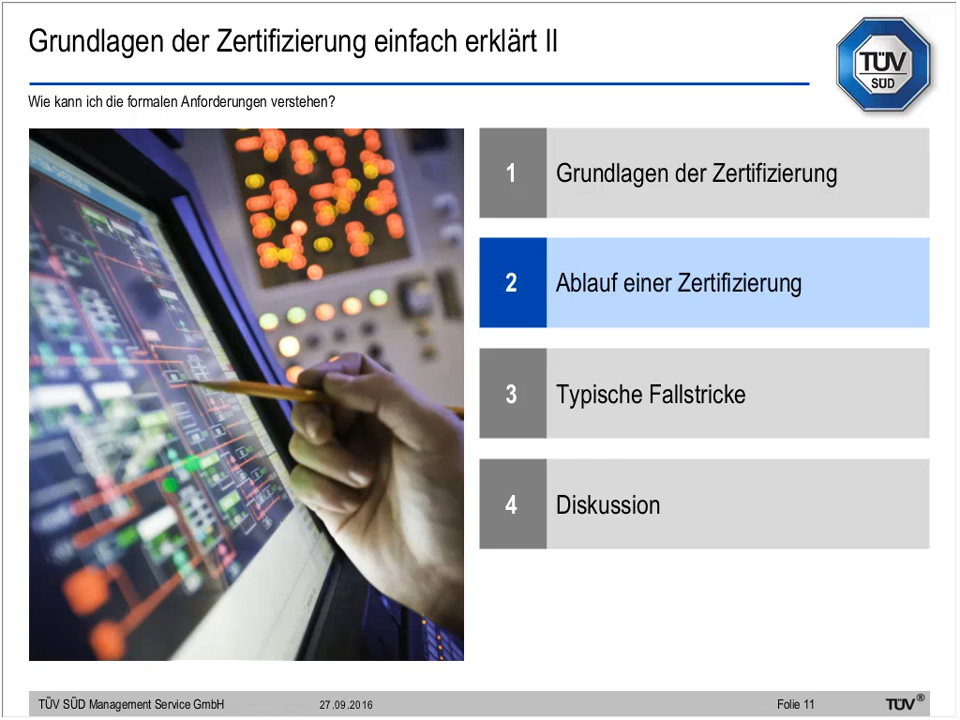 Grundlagen der Zertifizierung einfach erklärt II
TÜV
SÜD
Wie kann ich die formalen Anforderungen verstehen?
1 Grundlagen der Zertifizierung
2 Ablauf einer Zertifizierung
3 Typische Fallstricke
4 Diskussion
TÜV SÜD Management Service GmbH 27.09.2016 Folie 11 TÜV®